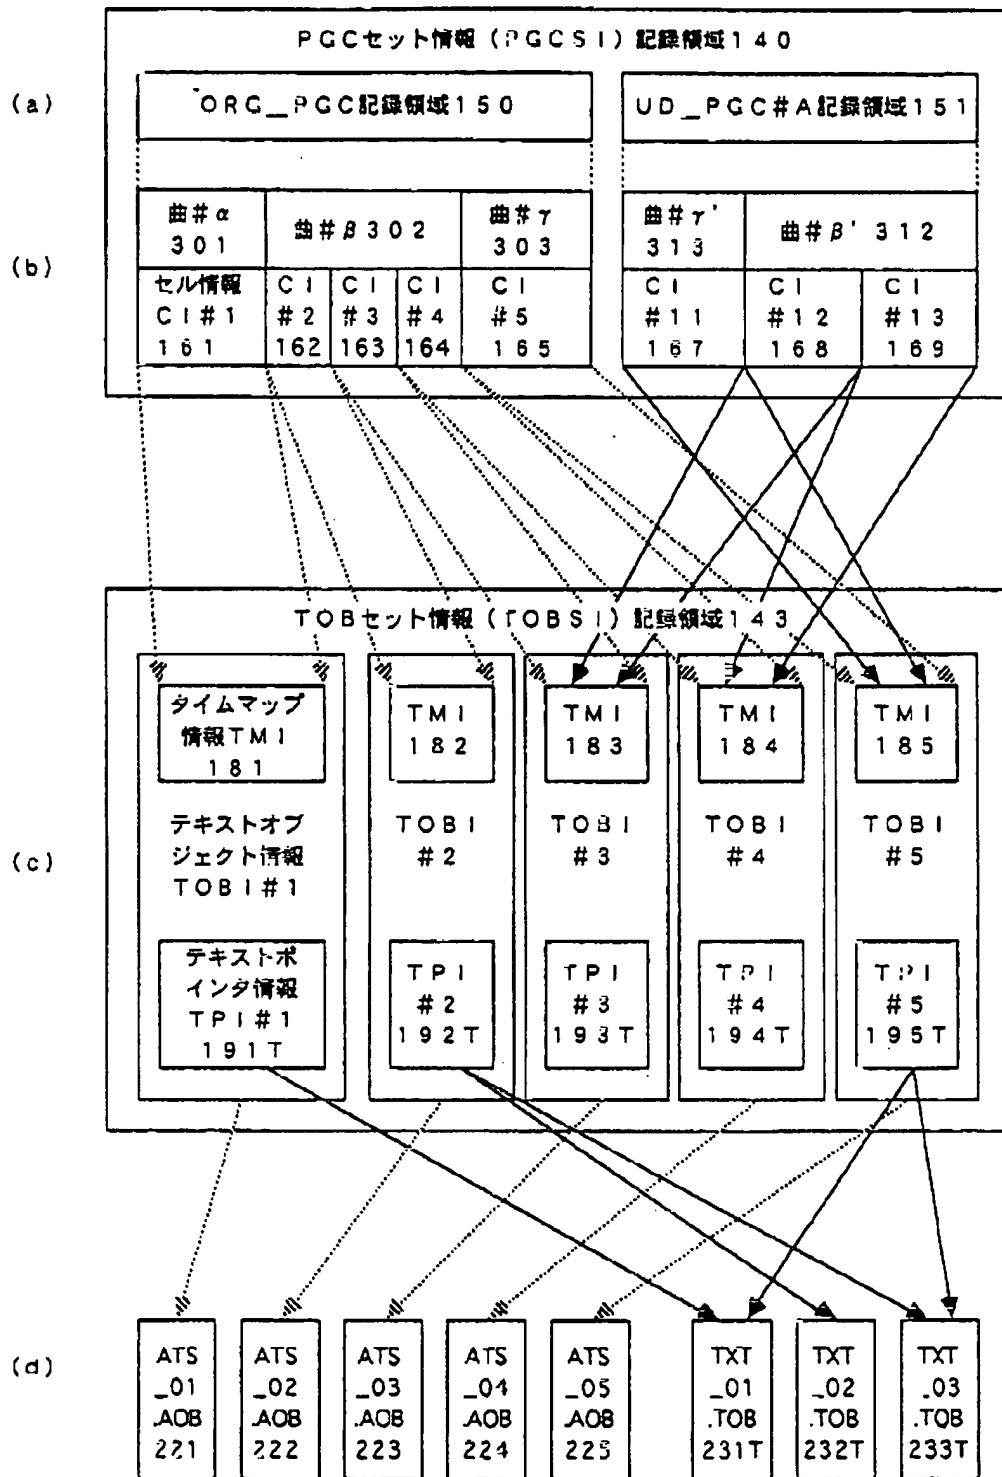 PGCセット情報(PGCSI)記録領域140
(a)
ORG_PGC記録領域150
UD_PGC#A記録領域151
(b)
曲#α
301
曲#β302
曲#γ
303
曲#γ'
313
曲#β'312
セル情報
CI#1
161
CI
#2
162
CI
#3
163
CI
#4
164
CI
#5
165
CI
#11
167
CI
#12
168
CI
#13
169
TOBセット情報(TOBSI)記録領域143
(c)
タイムマップ
情報TMI
181
TMI
182
TMI
183
TMI
184
TMI
185
テキストオブ
ジェクト情報
TOBI#1
TOBI
#2
TOBI
#3
TOBI
#4
TOBI
#5
テキストポ
インタ情報
TPI#1
191T
TPI
#2
192T
TPI
#3
193T
TPI
#4
194T
TPI
#5
195T
(d)
ATS
_01
.AOB
221
ATS
_02
.AOB
222
ATS
_03
.AOB
223
ATS
_04
.AOB
224
ATS
_05
.AOB
225
TXT
_01
.TOB
231T
TXT
_02
.TOB
232T
TXT
_03
.TOB
233T